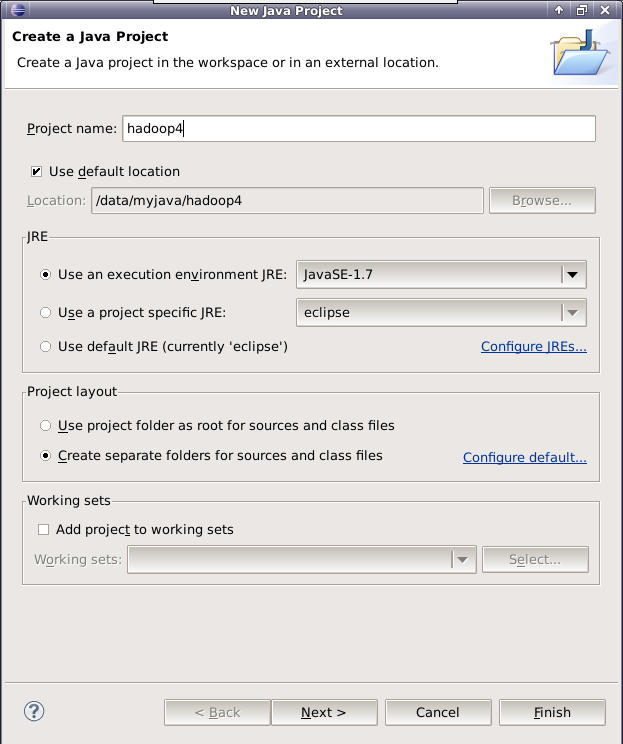 New Java Project
Create a Java Project
Create a Java project in the workspace or in an external location.
Project name: hadoop4
Use default location
Location: /data/myjava/hadoop4 Browse...
JRE
Use an execution environment JRE: JavaSE-1.7
Use a project specific JRE: eclipse
Use default JRE (currently 'eclipse') Configure JREs...
Project layout
Use project folder as root for sources and class files
Create separate folders for sources and class files Configure default...
Working sets
Add project to working sets
Working sets: Select...
? < Back Next > Cancel Finish